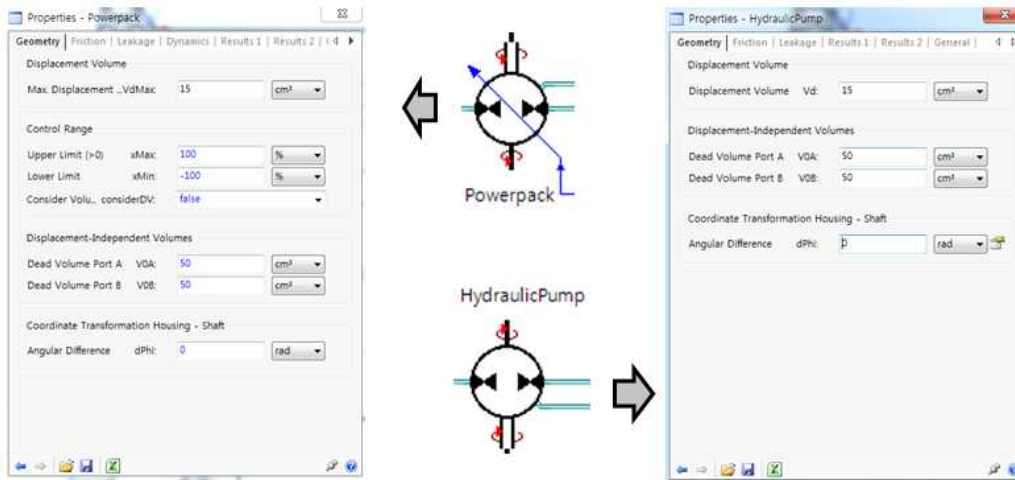 Properties - Powerpack
Geometry | Friction | Leakage | Dynamics | Results 1 | Results 2 |
Displacement Volume
Max. Displacement ..VdMax: 15 cm³
Control Range
Upper Limit (>0) xMax: 100 %
Lower Limit xMin: -100 %
Consider Volu.. considerDV: false
Displacement-Independent Volumes
Dead Volume Port A V0A: 50 cm³
Dead Volume Port B V0B: 50 cm³
Coordinate Transformation Housing - Shaft
Angular Difference dPhi: 0 rad
Powerpack
HydraulicPump
Properties - HydraulicPump
Geometry | Friction | Leakage | Results 1 | Results 2 | General |
Displacement Volume
Displacement Volume Vd: 15 cm³
Displacement-Independent Volumes
Dead Volume Port A V0A: 50 cm³
Dead Volume Port B V0B: 50 cm³
Coordinate Transformation Housing - Shaft
Angular Difference dPhi: 0 rad